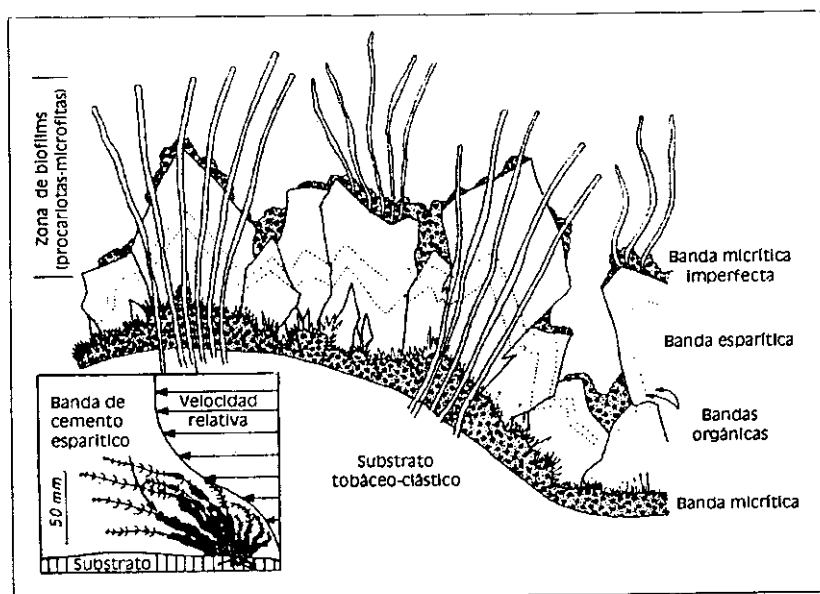 Zona de biofilms
(procariotas-microfitas)
Banda micrítica
imperfecta
Banda esparítica
Bandas
orgánicas
Banda micrítica
Substrato
tobáceo-clástico
Banda de
cemento
esparítico
Velocidad
relativa
50 mm
Substrato